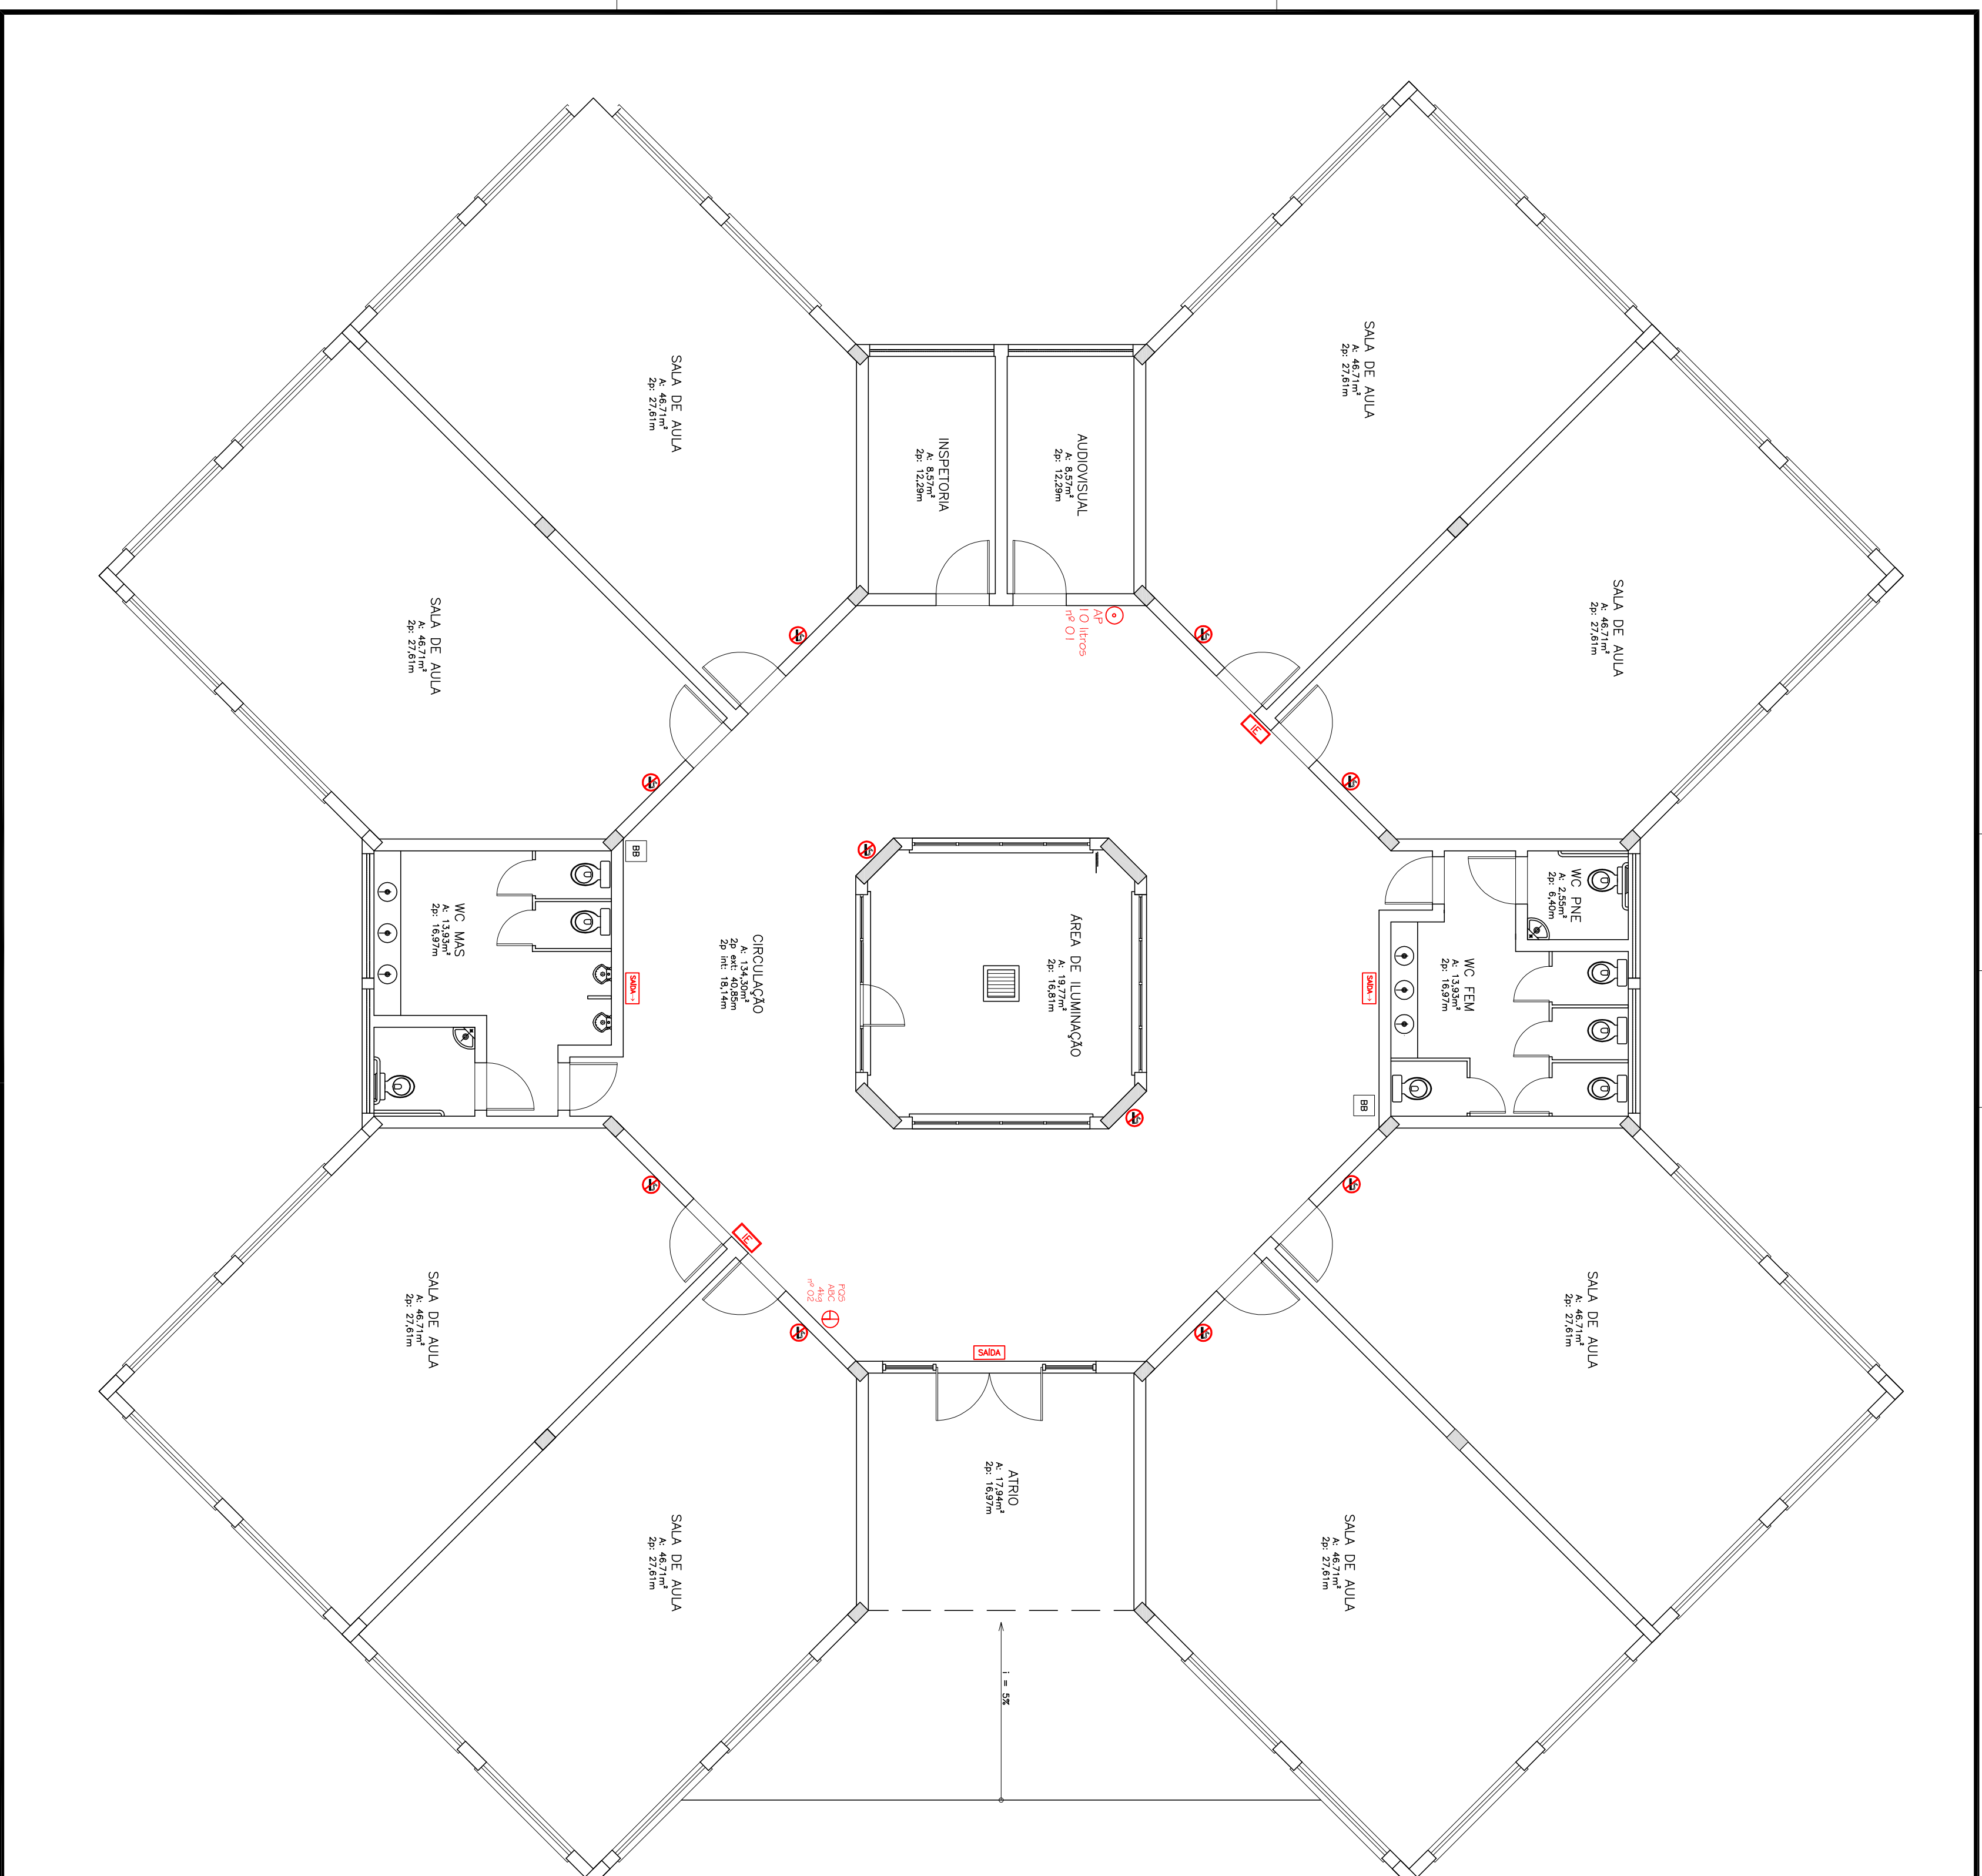 SALA DE AULA
A: 46.71m²
2p: 27,61m
SALA DE AULA
A: 46.71m²
2p: 27,61m
INSPETORIA
A: 8,57m²
2p: 12,29m
AUDIOVISUAL
A: 8,57m²
2p: 12,29m
SALA DE AULA
A: 46.71m²
2p: 27,61m
SALA DE AULA
A: 46.71m²
2p: 27,61m
AP
10 litros
nº 01
IE
BB
WC MAS
A: 13,93m²
2p: 16,97m
SAÍDA→
CIRCULAÇÃO
A: 134,30m²
2p ext: 40,85m
2p int: 18,14m
ÁREA DE ILUMINAÇÃO
A: 19,77m²
2p: 16,81m
SAÍDA→
WC PNE
A: 2,55m²
2p: 6,40m
WC FEM
A: 13,93m²
2p: 16,97m
BB
IE
PQS
ABC
4kg
nº 02
SAÍDA
SALA DE AULA
A: 46.71m²
2p: 27,61m
SALA DE AULA
A: 46.71m²
2p: 27,61m
ATRIO
A: 17,94m²
2p: 16,97m
SALA DE AULA
A: 46.71m²
2p: 27,61m
SALA DE AULA
A: 46.71m²
2p: 27,61m
i = 5%